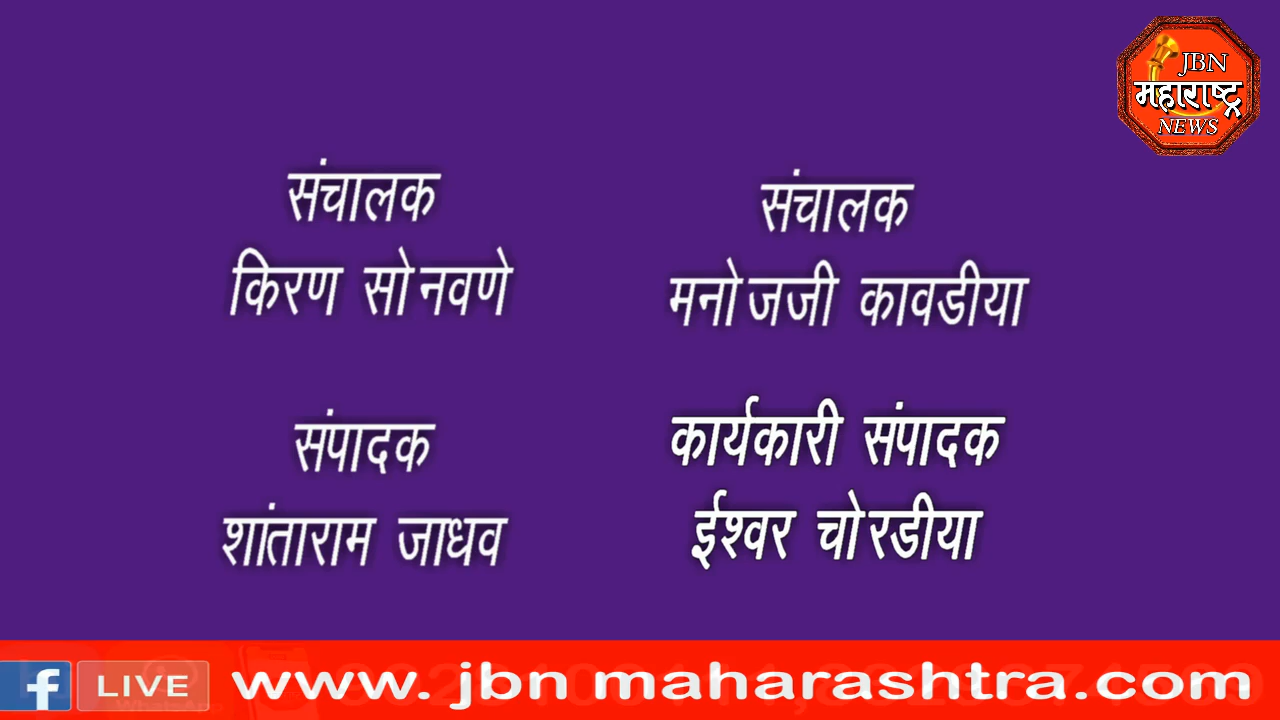 JBN
महाराष्ट्र
NEWS
संचालक
किरण सोनवणे
संचालक
मनोजजी कावडीया
संपादक
शांताराम जाधव
कार्यकारी संपादक
ईश्वर चोरडीया
f LIVE www.jbn maharashtra.com